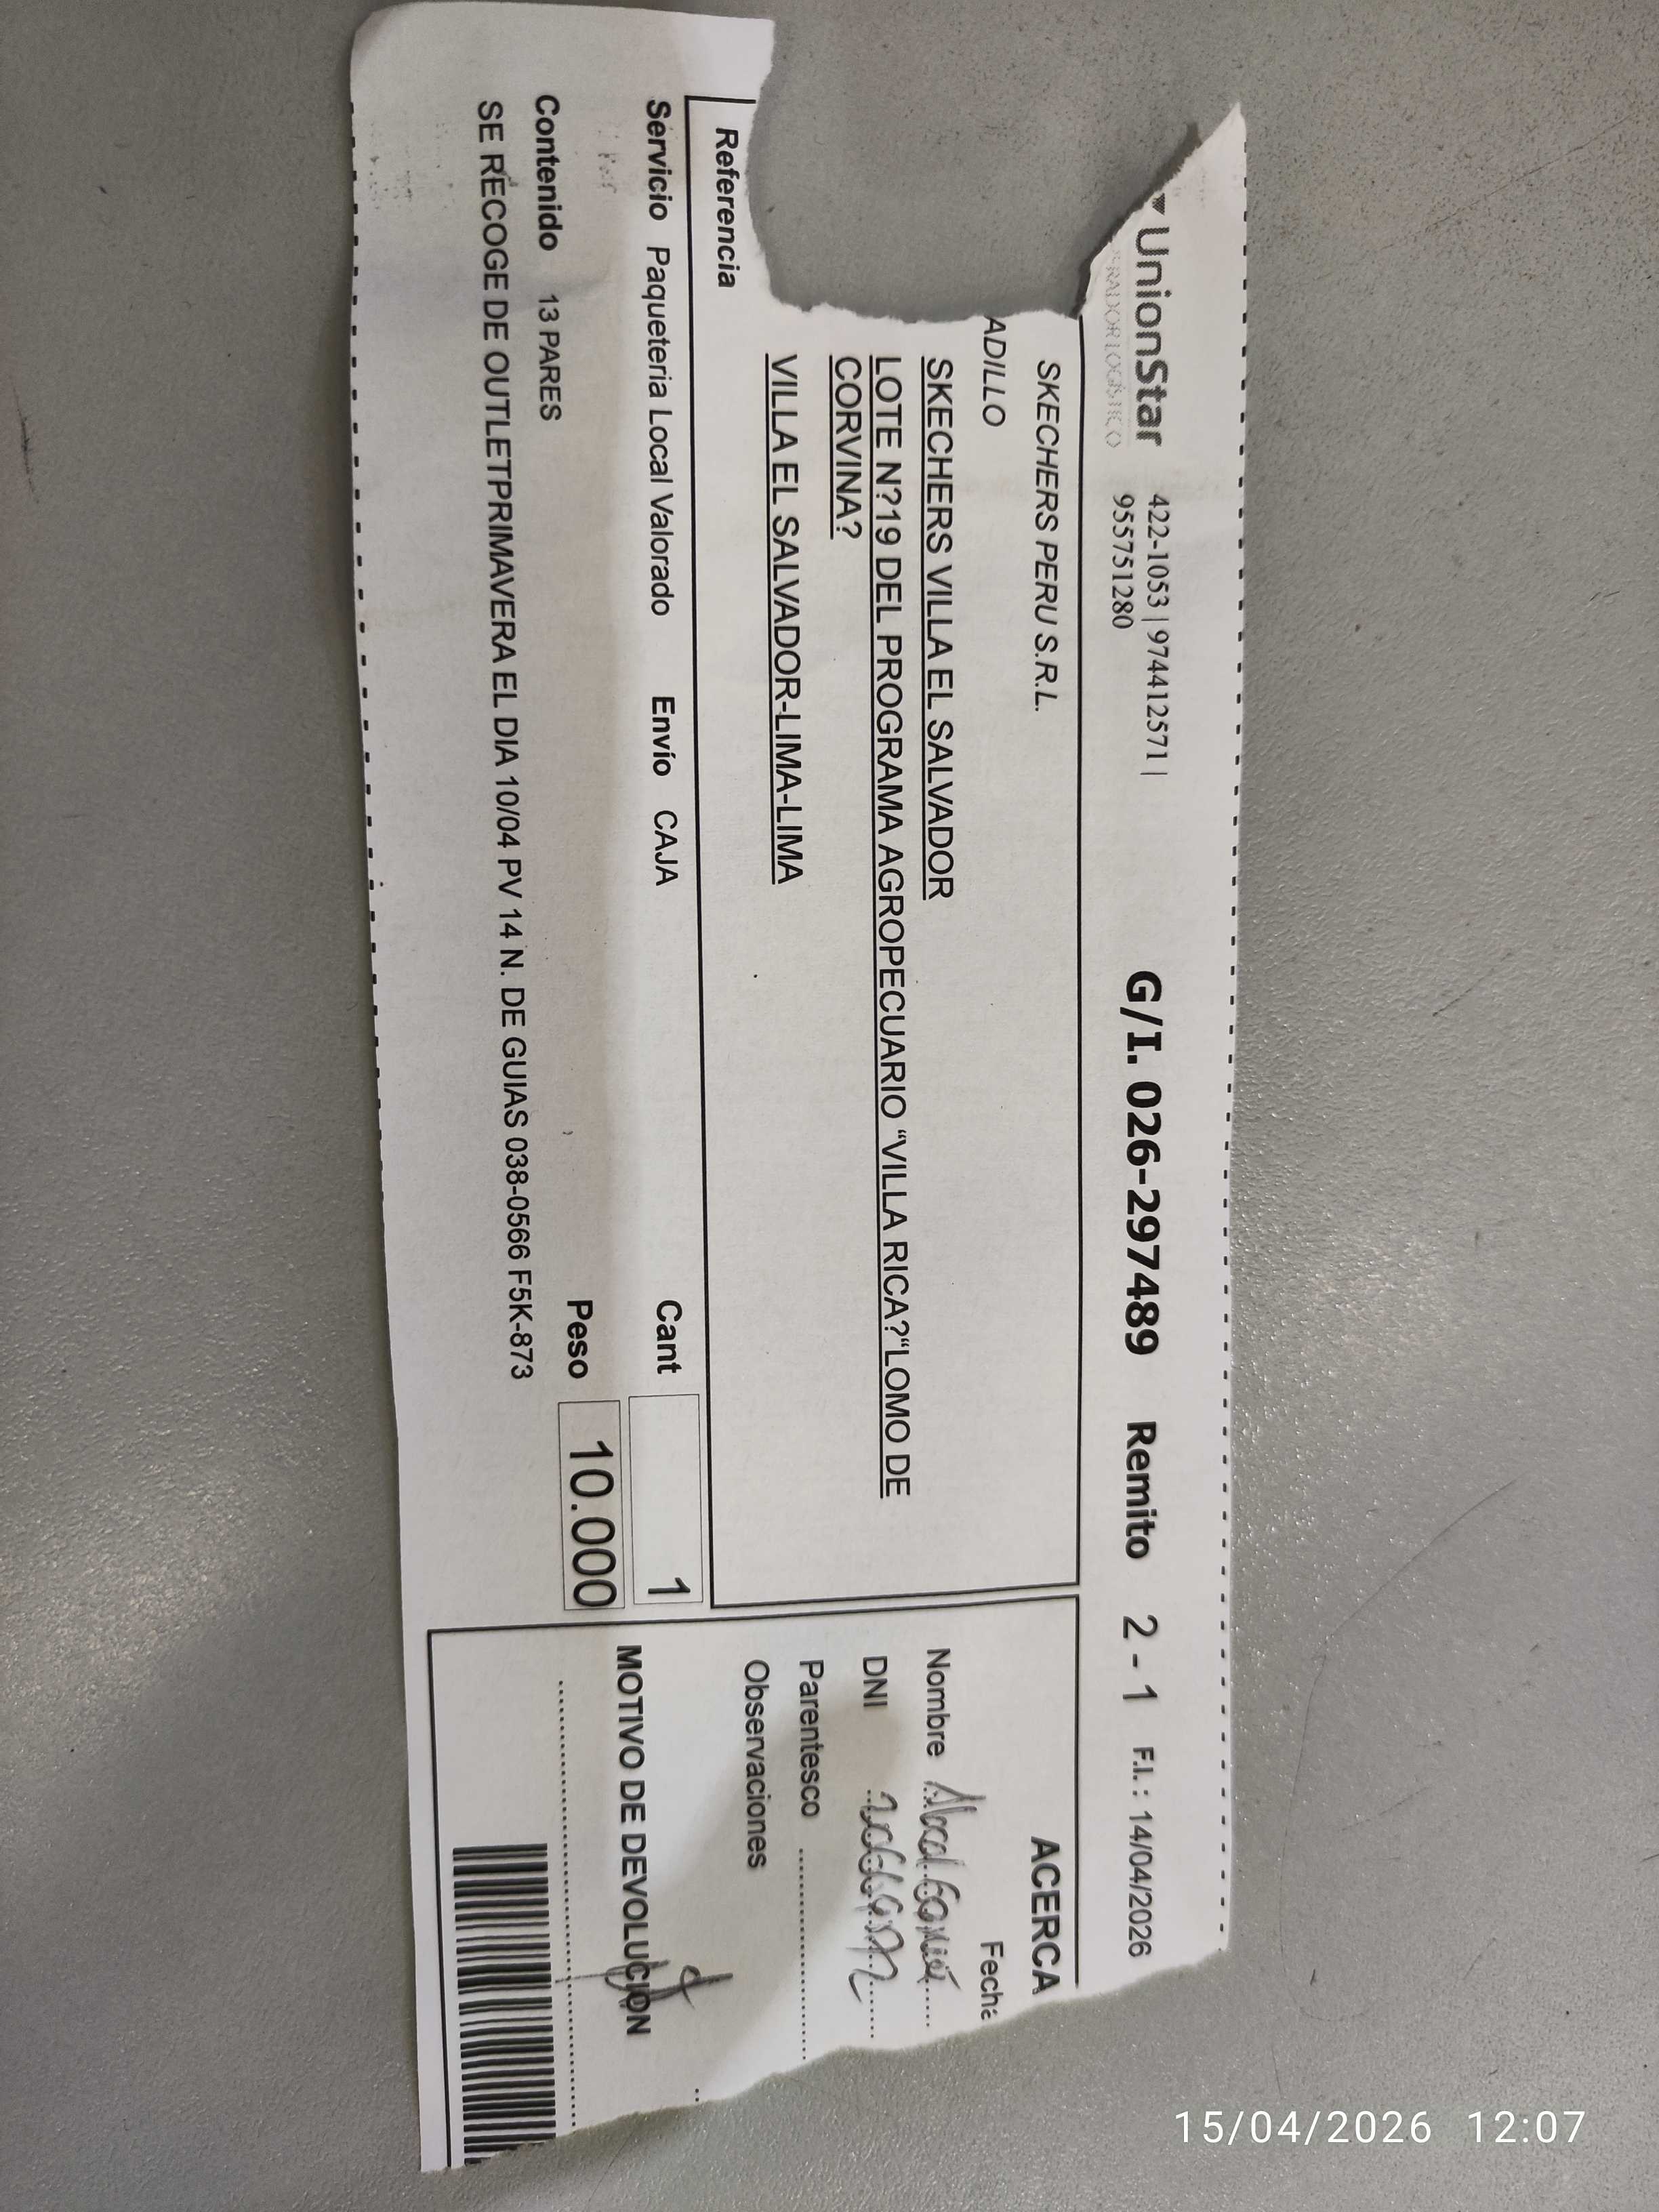 UnionStar
422-1053 | 974412571 |
955751280
G/I. 026-297489 Remito 2 - 1 F.I. : 14/04/2026
RADOR LOGÍSTICO
SKECHERS PERU S.R.L.
ADILLO
SKECHERS VILLA EL SALVADOR
LOTE N?19 DEL PROGRAMA AGROPECUARIO “VILLA RICA?“LOMO DE
CORVINA?
VILLA EL SALVADOR-LIMA-LIMA
Referencia
Servicio Paqueteria Local Valorado Envío CAJA Cant 1
Contenido 13 PARES Peso 10.000
SE RECOGE DE OUTLETPRIMAVERA EL DIA 10/04 PV 14 N. DE GUIAS 038-0566 F5K-873
ACERCA
Fecha
Nombre
DNI
Parentesco
Observaciones
MOTIVO DE DEVOLUCION
15/04/2026 12:07